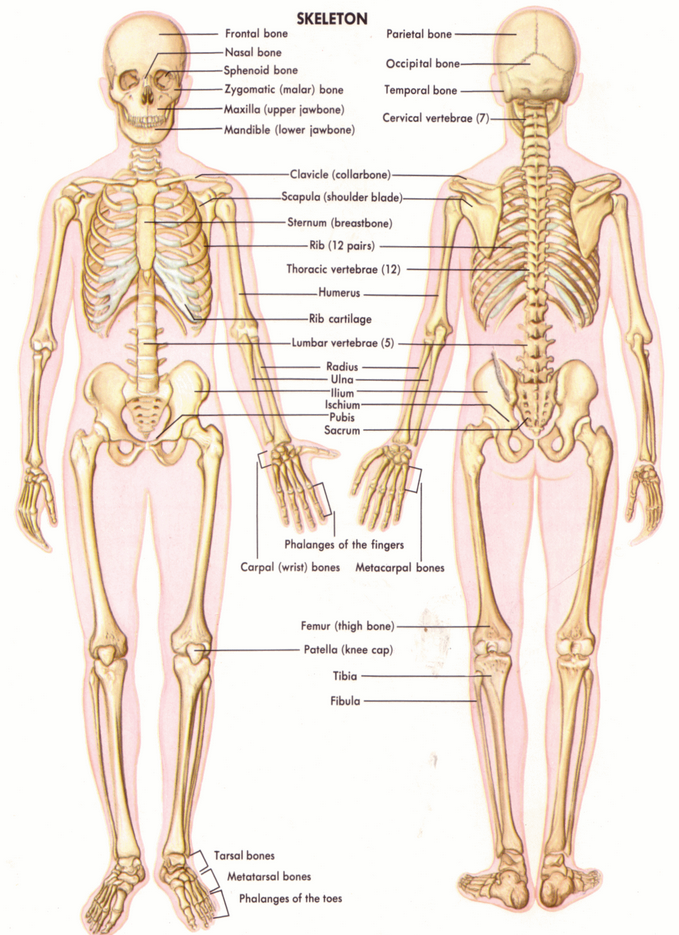 SKELETON
Frontal bone
Nasal bone
Sphenoid bone
Zygomatic (malar) bone
Maxilla (upper jawbone)
Mandible (lower jawbone)
Parietal bone
Occipital bone
Temporal bone
Cervical vertebrae (7)
Clavicle (collarbone)
Scapula (shoulder blade)
Sternum (breastbone)
Rib (12 pairs)
Thoracic vertebrae (12)
Humerus
Rib cartilage
Lumbar vertebrae (5)
Radius
Ulna
Ilium
Ischium
Pubis
Sacrum
Phalanges of the fingers
Carpal (wrist) bones
Metacarpal bones
Femur (thigh bone)
Patella (knee cap)
Tibia
Fibula
Tarsal bones
Metatarsal bones
Phalanges of the toes